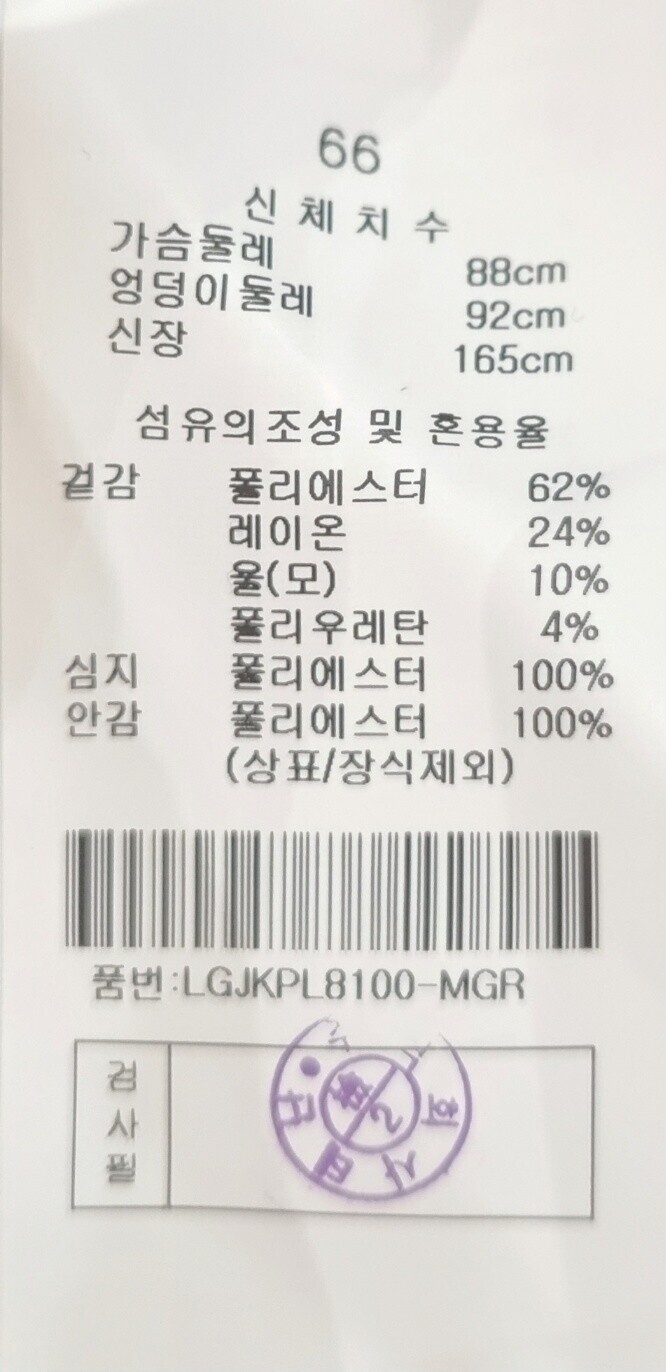 66
신체치수
가슴둘레 88cm
엉덩이둘레 92cm
신장 165cm
섬유의조성 및 혼용율
겉감 폴리에스터 62%
레이온 24%
울(모) 10%
폴리우레탄 4%
심지 폴리에스터 100%
안감 폴리에스터 100%
(상표/장식제외)
품번:LGJKPL8100-MGR
검사필